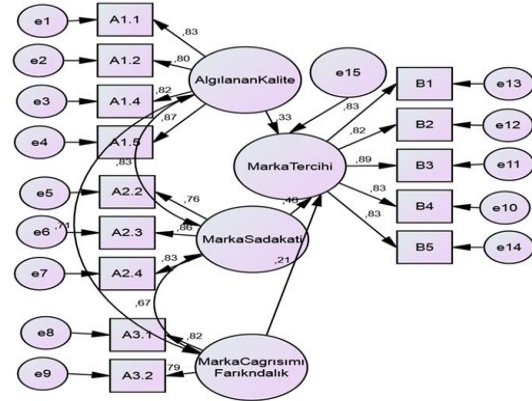 e1
A1.1
,83
e2
A1.2
,80
AlgılananKalite
e15
e3
A1.4
,82
,33
,83
B1
e13
e4
A1.5
,87
,82
B2
e12
,83
MarkaTercihi
,89
B3
e11
e5
A2.2
,76
,83
B4
e10
e6
,71
A2.3
,86
MarkaSadakati
,83
B5
e14
e7
A2.4
,83
,21
,67
e8
A3.1
,82
MarkaCagrısımı
Farıkndalık
e9
A3.2
,79